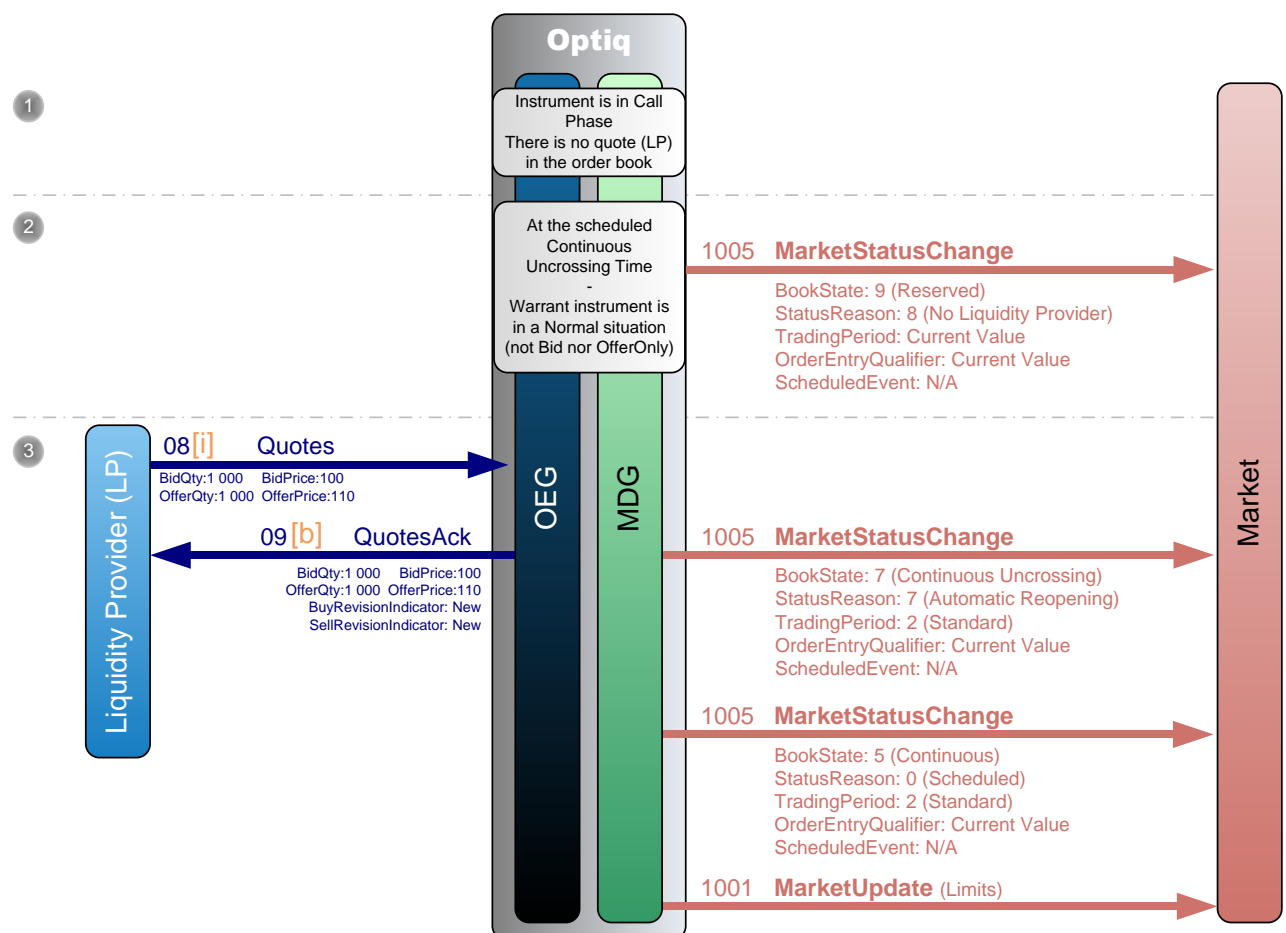 Optiq
1
Instrument is in Call
Phase
There is no quote (LP)
in the order book
2
At the scheduled
Continuous
Uncrossing Time
-
Warrant instrument is
in a Normal situation
(not Bid nor OfferOnly)
1005 MarketStatusChange
BookState: 9 (Reserved)
StatusReason: 8 (No Liquidity Provider)
TradingPeriod: Current Value
OrderEntryQualifier: Current Value
ScheduledEvent: N/A
3
Liquidity Provider (LP)
08 [i] Quotes
BidQty:1 000 BidPrice:100
OfferQty:1 000 OfferPrice:110
09 [b] QuotesAck
BidQty:1 000 BidPrice:100
OfferQty:1 000 OfferPrice:110
BuyRevisionIndicator: New
SellRevisionIndicator: New
OEG
MDG
1005 MarketStatusChange
BookState: 7 (Continuous Uncrossing)
StatusReason: 7 (Automatic Reopening)
TradingPeriod: 2 (Standard)
OrderEntryQualifier: Current Value
ScheduledEvent: N/A
1005 MarketStatusChange
BookState: 5 (Continuous)
StatusReason: 0 (Scheduled)
TradingPeriod: 2 (Standard)
OrderEntryQualifier: Current Value
ScheduledEvent: N/A
1001 MarketUpdate (Limits)
Market